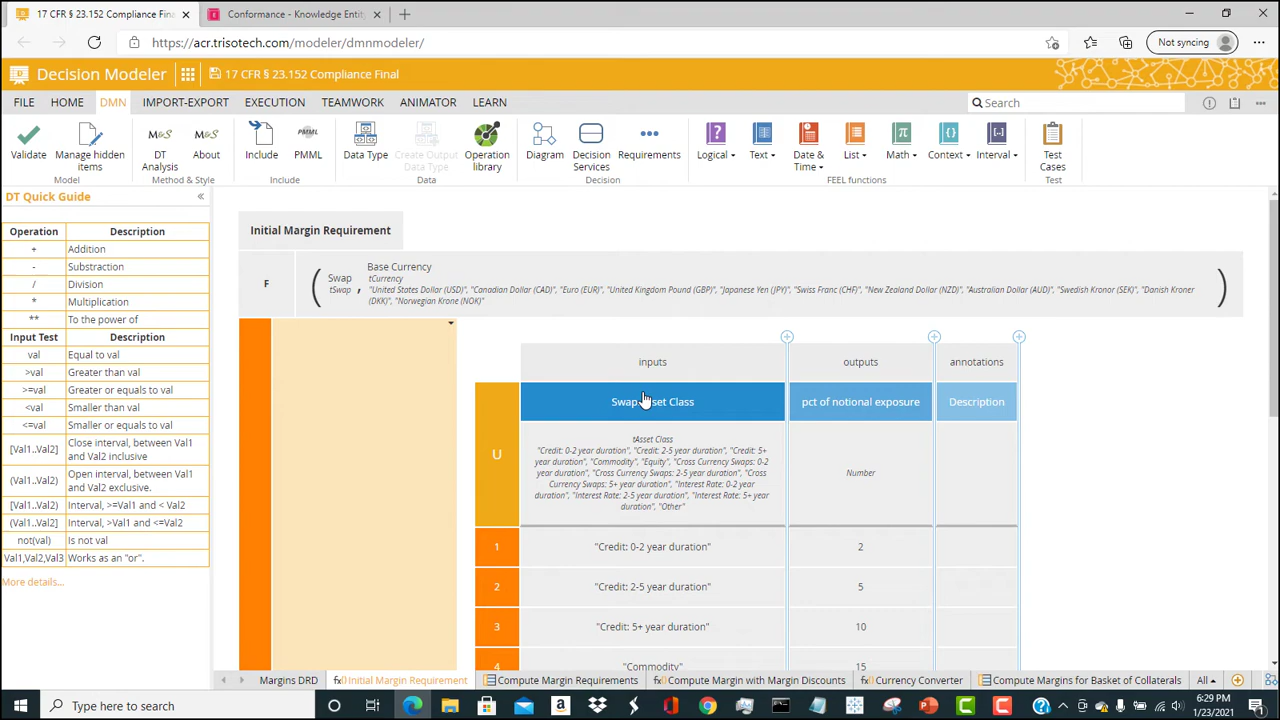 17 CFR § 23.152 Compliance Fina
Conformance - Knowledge Entit
https://acr.trisotech.com/modeler/dmnmodeler/
Not syncing
Decision Modeler
17 CFR § 23.152 Compliance Final
FILE HOME DMN IMPORT-EXPORT EXECUTION TEAMWORK ANIMATOR LEARN
Search
Validate
Manage hidden items
Model
M&S
DT Analysis
M&S
About
Method & Style
Include
PMML
PMML
Include
Data Type
Create Output Data Type
Operation library
Data
Diagram
Decision Services
Requirements
Decision
Logical
Text
Date & Time
List
Math
Context
Interval
FEEL functions
Test Cases
Test
DT Quick Guide
Operation Description
+ Addition
- Substraction
/ Division
* Multiplication
** To the power of
Input Test Description
val Equal to val
>val Greater than val
>=val Greater or equals to val
<val Smaller than val
<=val Smaller or equals to val
[Val1..Val2] Close interval, between Val1 and Val2 inclusive
(Val1..Val2) Open interval, between Val1 and Val2 exclusive.
[Val1..Val2) Interval, >=Val1 and < Val2
(Val1..Val2] Interval, >Val1 and <=Val2
not(val) Is not val
Val1,Val2,Val3 Works as an "or".
More details...
Initial Margin Requirement
F
( Swap
tSwap ,
Base Currency
tCurrency
"United States Dollar (USD)", "Canadian Dollar (CAD)", "Euro (EUR)", "United Kingdom Pound (GBP)", "Japanese Yen (JPY)", "Swiss Franc (CHF)", "New Zealand Dollar (NZD)", "Australian Dollar (AUD)", "Swedish Kronor (SEK)", "Danish Kroner
(DKK)", "Norwegian Krone (NOK)" )
inputs outputs annotations
U
Swap Asset Class pct of notional exposure Description
tAsset Class
"Credit: 0-2 year duration", "Credit: 2-5 year duration", "Credit: 5+
year duration", "Commodity", "Equity", "Cross Currency Swaps: 0-2
year duration", "Cross Currency Swaps: 2-5 year duration", "Cross
Currency Swaps: 5+ year duration", "Interest Rate: 0-2 year
duration", "Interest Rate: 2-5 year duration", "Interest Rate: 5+ year
duration", "Other"
Number
1 "Credit: 0-2 year duration" 2
2 "Credit: 2-5 year duration" 5
3 "Credit: 5+ year duration" 10
4 "Commodity" 15
Margins DRD
fx Initial Margin Requirement
Compute Margin Requirements
fx Compute Margin with Margin Discounts
fx Currency Converter
Compute Margins for Basket of Collaterals
All
Type here to search
6:29 PM
1/23/2021